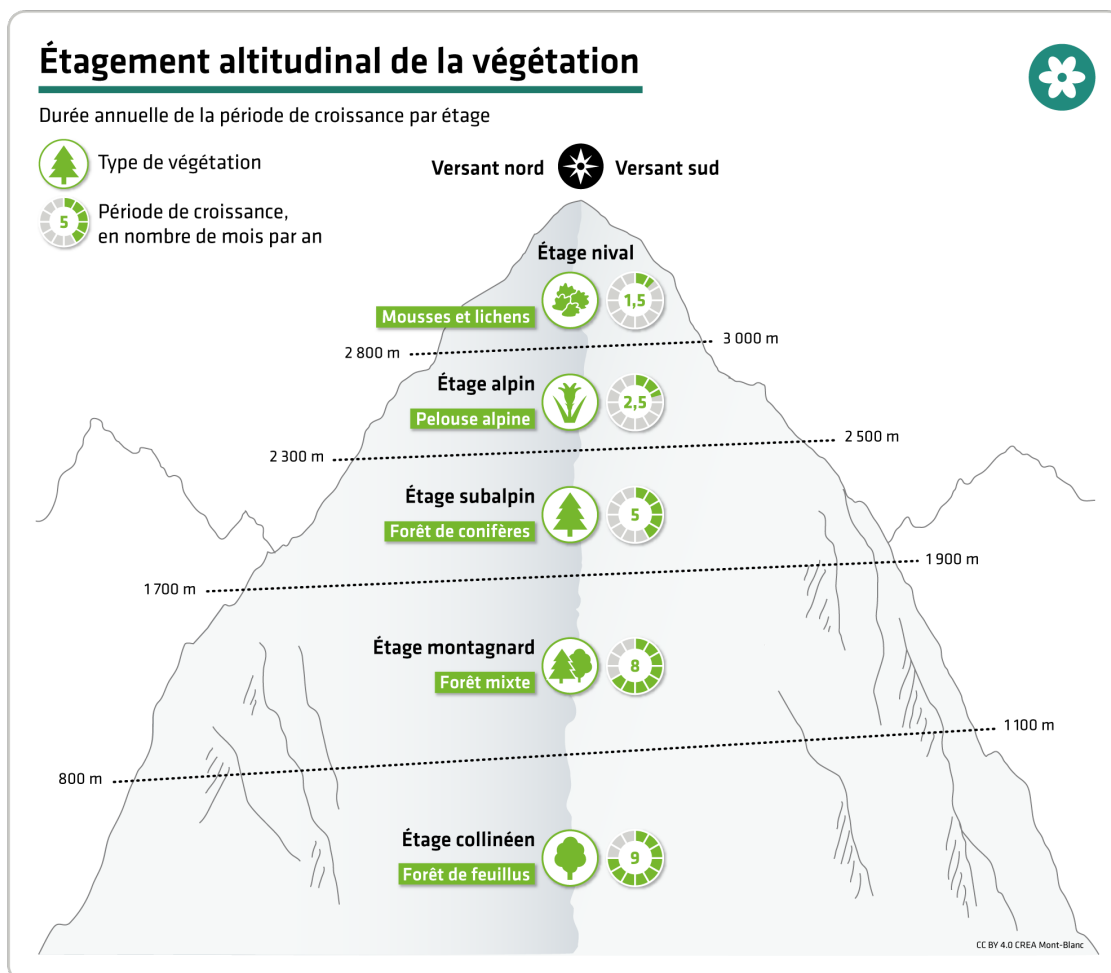 Étagement altitudinal de la végétation
Durée annuelle de la période de croissance par étage
Type de végétation
5
Période de croissance,
en nombre de mois par an
Versant nord
Versant sud
Étage nival
1,5
Mousses et lichens
2 800 m
3 000 m
Étage alpin
2,5
Pelouse alpine
2 300 m
2 500 m
Étage subalpin
5
Forêt de conifères
1 700 m
1 900 m
Étage montagnard
8
Forêt mixte
800 m
1 100 m
Étage collinéen
9
Forêt de feuillus
CC BY 4.0 CREA Mont-Blanc